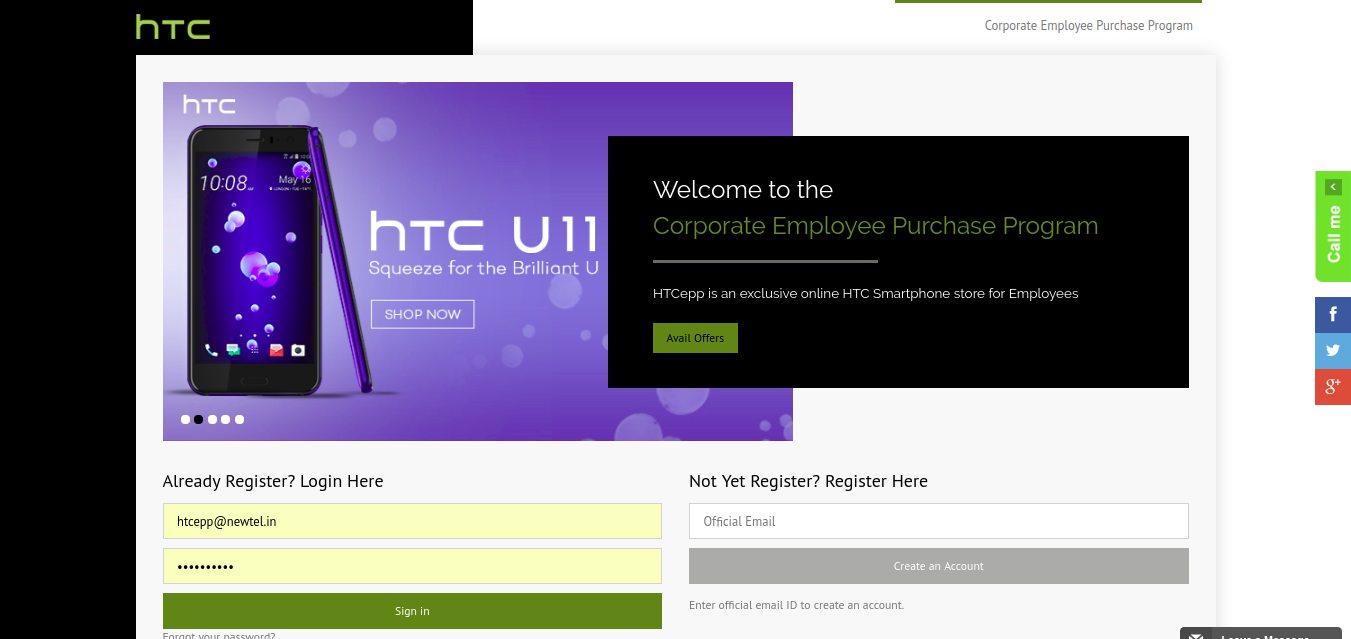 hTC
Corporate Employee Purchase Program
hTC
10:08
May 16
hTC U11
Squeeze for the Brilliant U
SHOP NOW
Welcome to the
Corporate Employee Purchase Program
HTCepp is an exclusive online HTC Smartphone store for Employees
Avail Offers
Call me
Already Register? Login Here
htcepp@newtel.in
••••••••••
Sign in
Forgot your password?
Not Yet Register? Register Here
Official Email
Create an Account
Enter official email ID to create an account.
Leave a Message